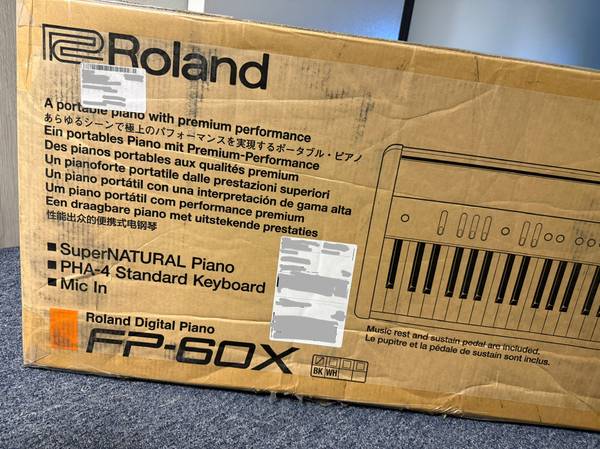 Roland
A portable piano with premium performance
あらゆるシーンで極上のパフォーマンスを実現するポータブル・ピアノ
Ein portables Piano mit Premium-Performance
Des pianos portables aux qualités premium
Un pianoforte portatile dalle prestazioni superiori
Un piano portátil con una interpretación de gama alta
Um piano portátil com performance premium
Een draagbare piano met uitstekende prestaties
性能出众的便携式电钢琴
■ SuperNATURAL Piano
■ PHA-4 Standard Keyboard
■ Mic In
Roland Digital Piano
FP-60X
BK WH
Music rest and sustain pedal are included.
Le pupitre et la pédale de sustain sont inclus.